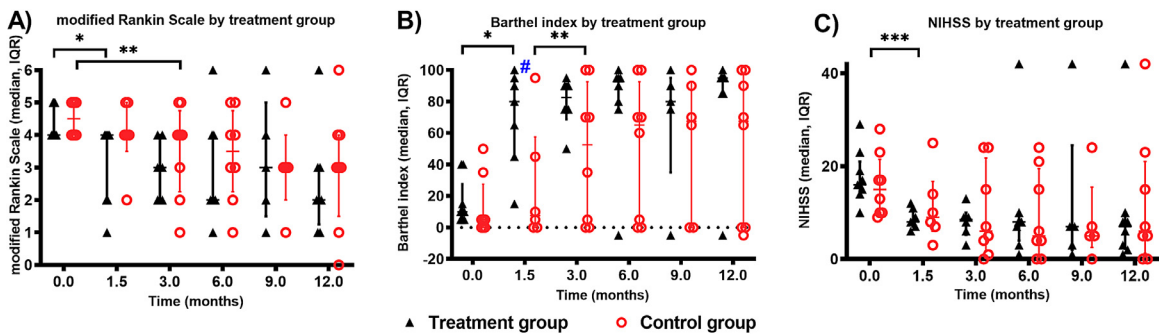 A)
modified Rankin Scale by treatment group
*
**
modified Rankin Scale (median, IQR)
6
5
4
3
2
1
0
0.0 1.5 3.0 6.0 9.0 12.0
Time (months)
B)
Barthel index by treatment group
*
**
#
Barthel index (median, IQR)
100
80
60
40
20
0
-20
0.0 1.5 3.0 6.0 9.0 12.0
Time (months)
C)
NIHSS by treatment group
***
NIHSS (median, IQR)
40
20
0
0.0 1.5 3.0 6.0 9.0 12.0
Time (months)
Treatment group
Control group